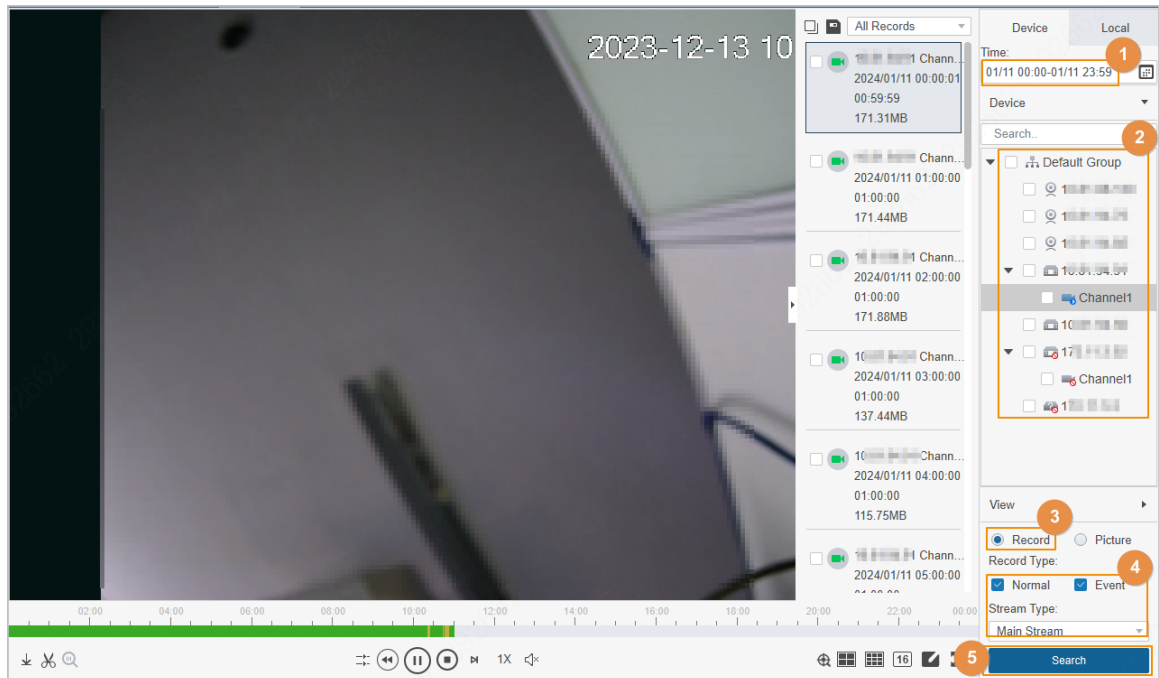 2023-12-13 10
All Records
Chann...
2024/01/11 00:00:01
00:59:59
171.31MB
Chann...
2024/01/11 01:00:00
01:00:00
171.44MB
Chann...
2024/01/11 02:00:00
01:00:00
171.88MB
Chann...
2024/01/11 03:00:00
01:00:00
137.44MB
Chann...
2024/01/11 04:00:00
01:00:00
115.75MB
Chann...
2024/01/11 05:00:00
Device Local
1
Time:
01/11 00:00-01/11 23:59
Device
Search..
2
Default Group
Channel1
Channel1
View
3
Record Picture
Record Type:
4
Normal Event
Stream Type:
Main Stream
5
Search
02:00 04:00 06:00 08:00 10:00 12:00 14:00 16:00 18:00 20:00 22:00 00:00
1X
16